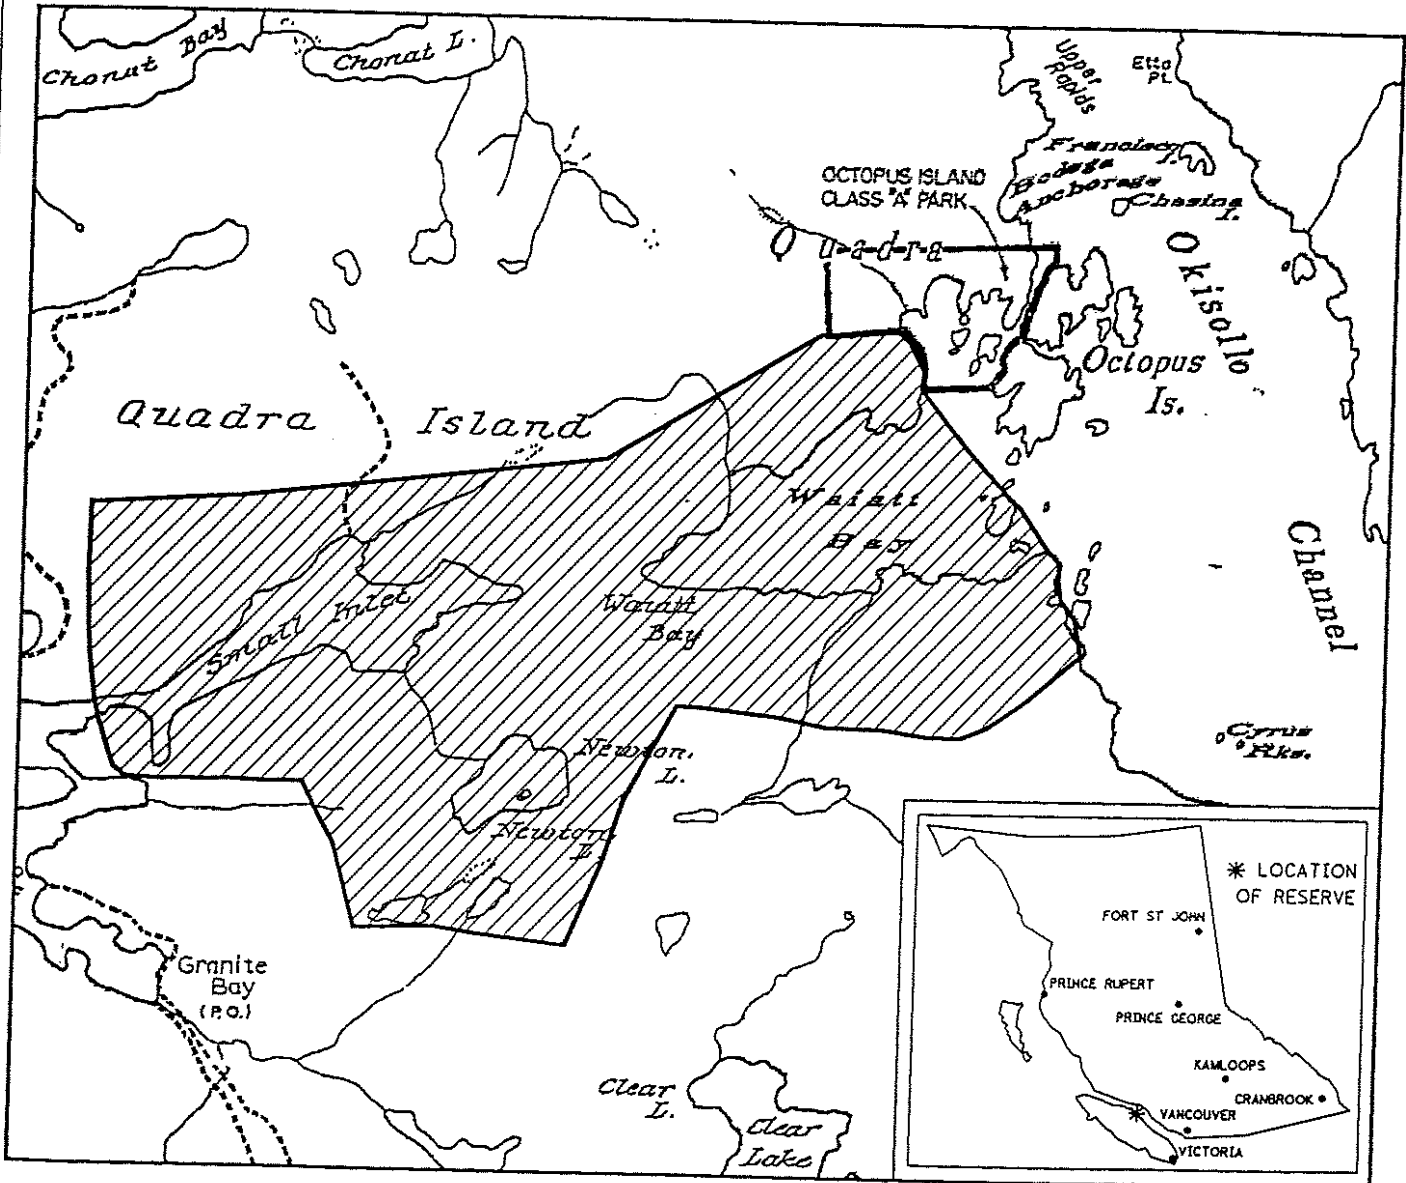 Chonut Bay
Chonat L.
Upper
Rapids
Etta
Pt.
Francisco
I.
Bodega
Anchorage
Chasina
I.
OCTOPUS ISLAND
CLASS "A" PARK
Quadra
Okisollo
Channel
Octopus
Is.
Quadra Island
Waiatt
Bay
Small Inlet
Waiatt
Bay
Newton
L.
Newton
L.
Cyrus
Rks.
Granite
Bay
(P.O.)
Clear
L.
Clear
Lake
* LOCATION
OF RESERVE
FORT ST JOHN
PRINCE RUPERT
PRINCE GEORGE
KAMLOOPS
CRANBROOK
VANCOUVER
VICTORIA